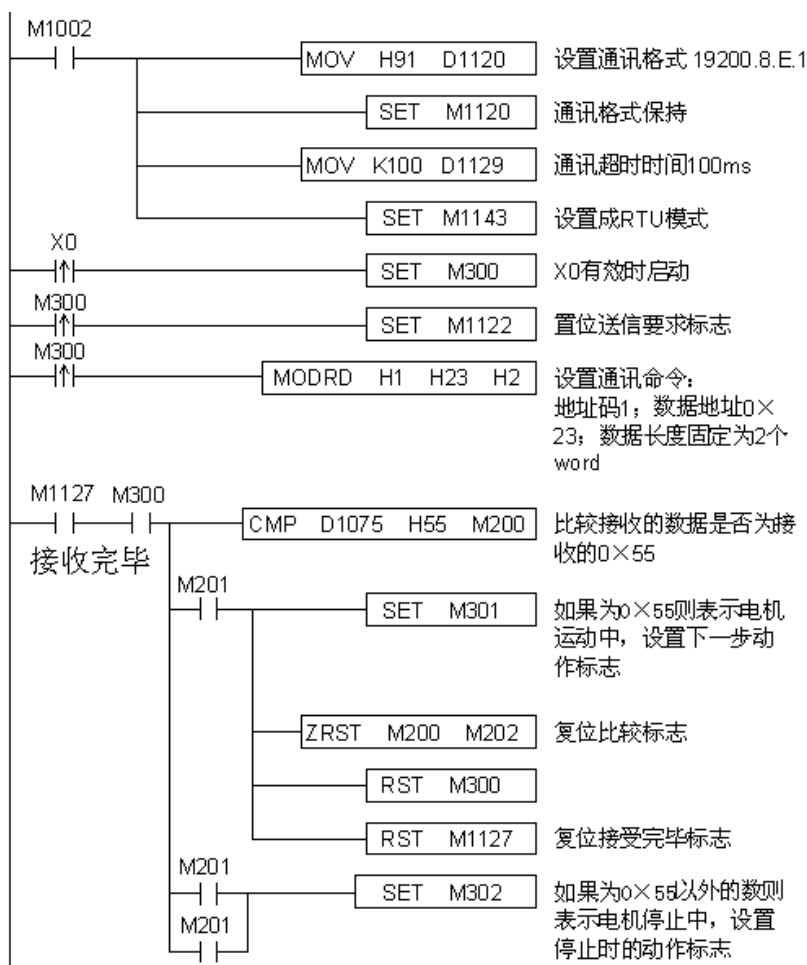 M1002
MOV H91 D1120 设置通讯格式 19200.8.E.1
SET M1120 通讯格式保持
MOV K100 D1129 通讯超时时间100ms
SET M1143 设置成RTU模式
X0
SET M300 X0有效时启动
M300
SET M1122 置位送信要求标志
M300
MODRD H1 H23 H2 设置通讯命令:
地址码1; 数据地址0×
23; 数据长度固定为2个
word
M1127 M300
CMP D1075 H55 M200 比较接收的数据是否为接
收的0×55
接收完毕
M201
SET M301 如果为0×55则表示电机
运动中, 设置下一步动
作标志
ZRST M200 M202 复位比较标志
RST M300
RST M1127 复位接受完毕标志
M201
SET M302 如果为0×55以外的数则
表示电机停止中, 设置
M201
停止时的动作标志